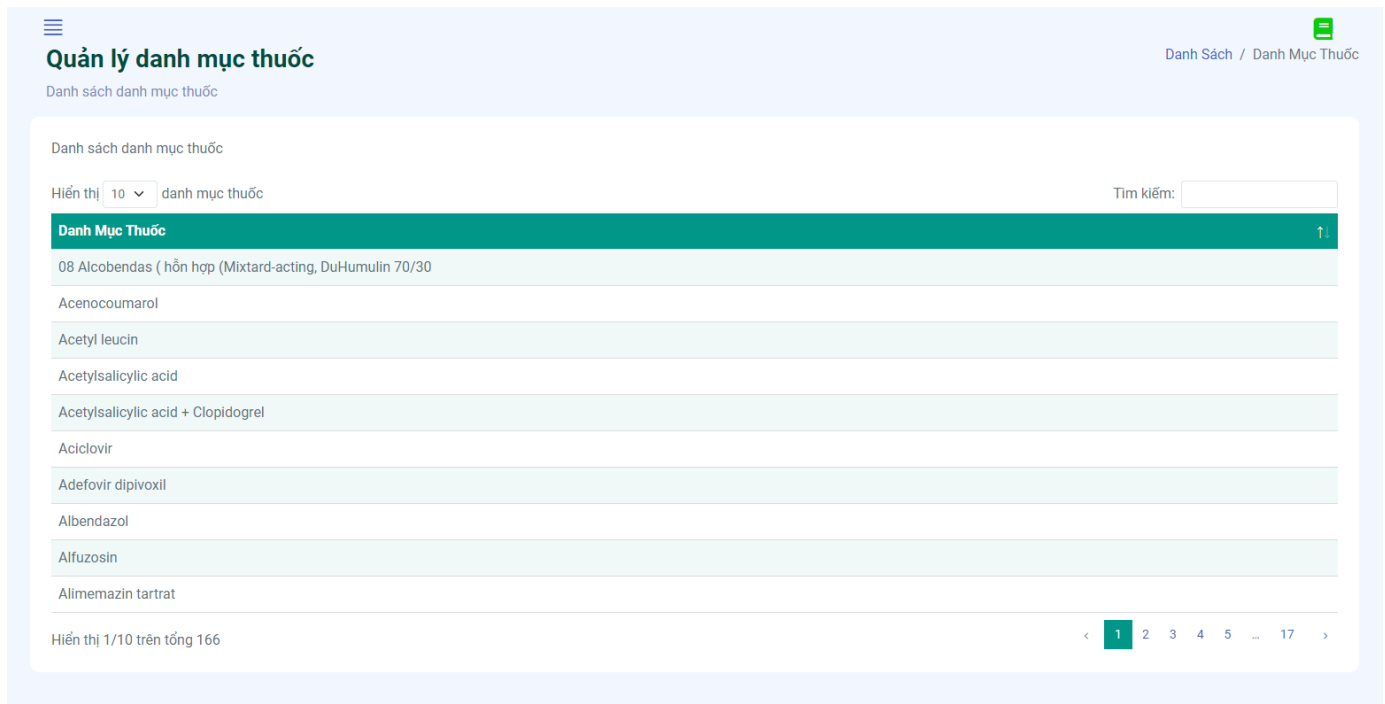 Quản lý danh mục thuốc
Danh Sách / Danh Mục Thuốc
Danh sách danh mục thuốc
Danh sách danh mục thuốc
Hiển thị 10 danh mục thuốc
Tìm kiếm:
Danh Mục Thuốc
08 Alcobendas ( hỗn hợp (Mixtard-acting, DuHumulin 70/30
Acenocoumarol
Acetyl leucin
Acetylsalicylic acid
Acetylsalicylic acid + Clopidogrel
Aciclovir
Adefovir dipivoxil
Albendazol
Alfuzosin
Alimemazin tartrat
Hiển thị 1/10 trên tổng 166
‹ 1 2 3 4 5 … 17 ›